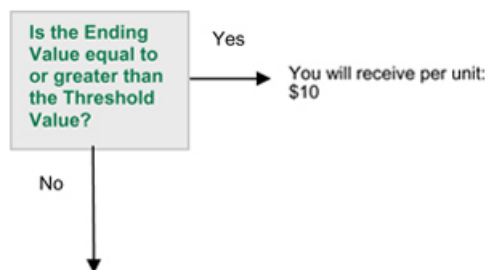 Is the Ending
Value equal to
or greater than
the Threshold
Value?
Yes
You will receive per unit:
$10
No